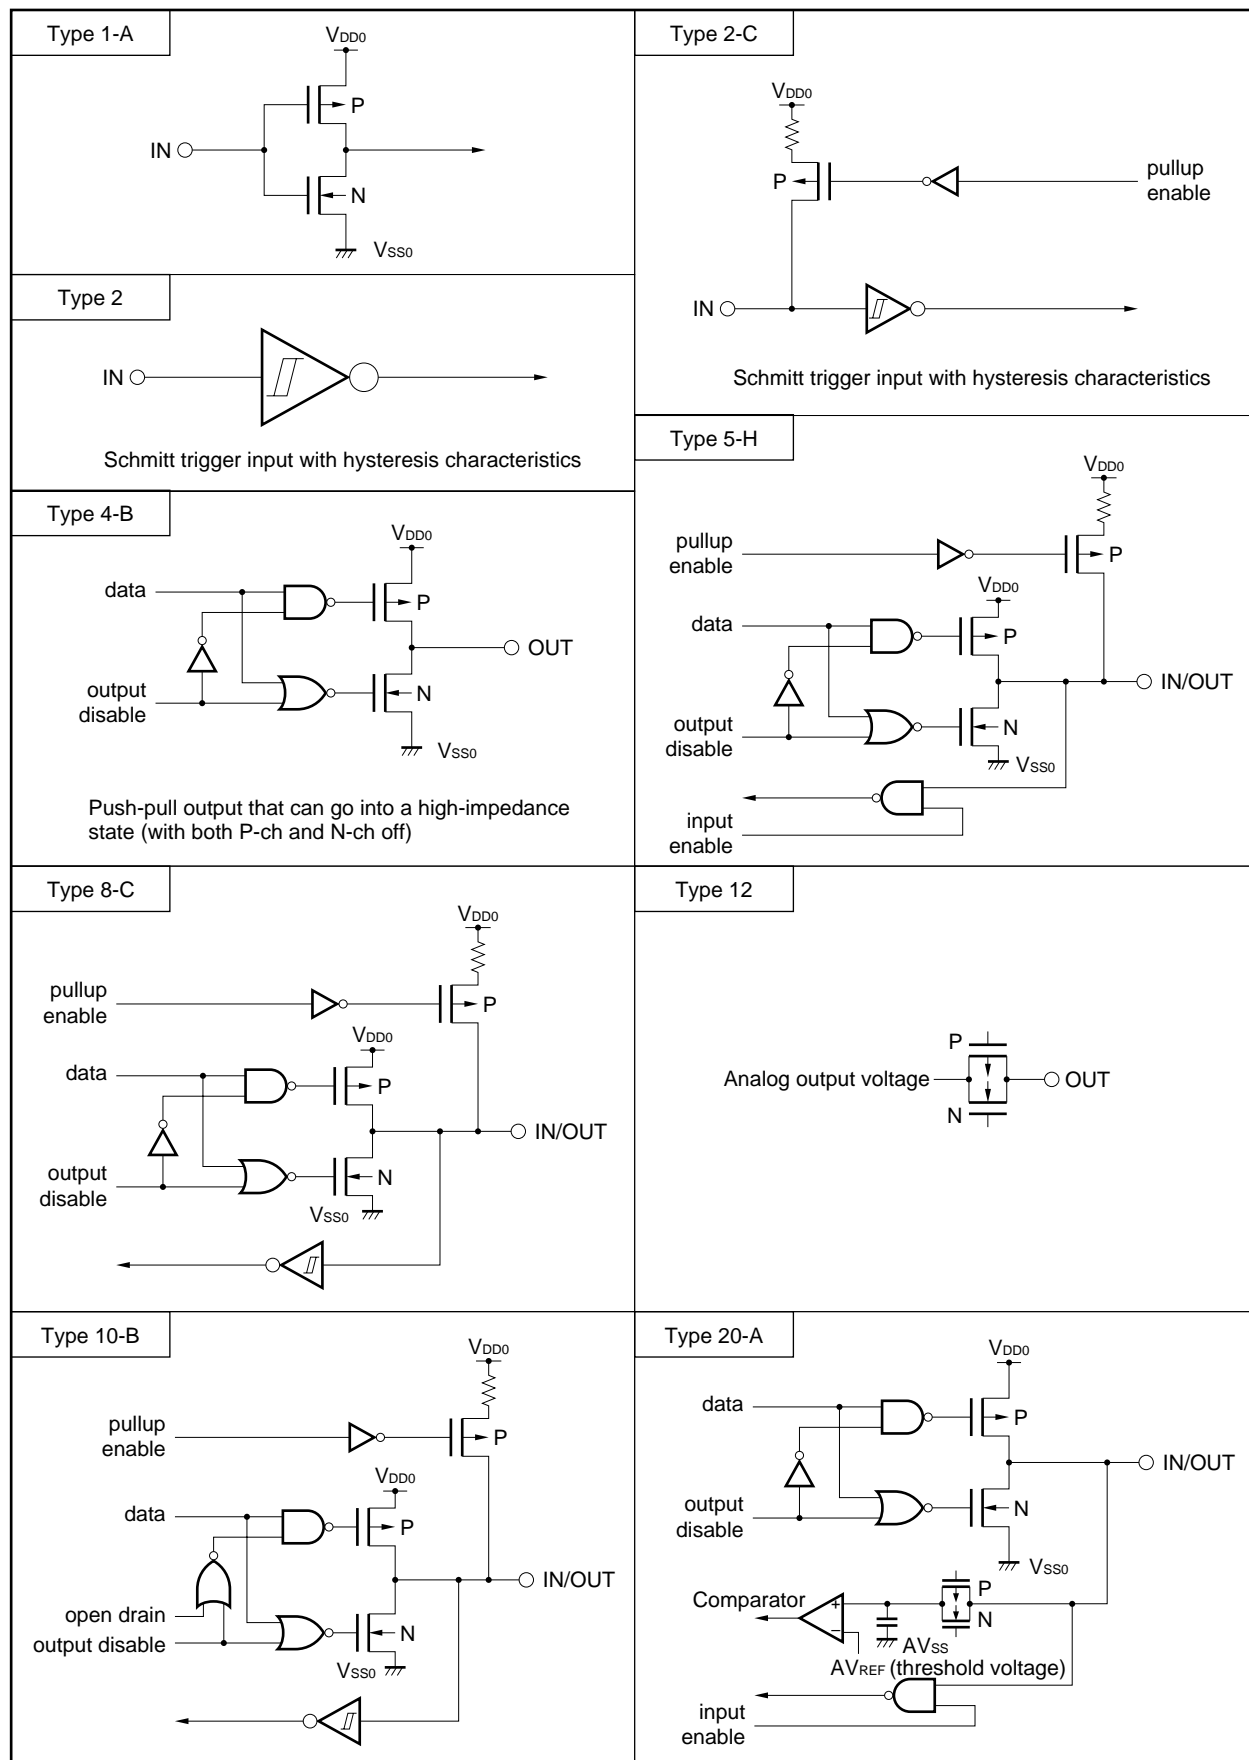 Type 1-A
VDD0
P
IN
N
VSS0
Type 2
IN
Schmitt trigger input with hysteresis characteristics
Type 4-B
VDD0
data
P
OUT
output
disable
N
VSS0
Push-pull output that can go into a high-impedance
state (with both P-ch and N-ch off)
Type 8-C
VDD0
pullup
enable
P
VDD0
data
P
IN/OUT
output
disable
N
VSS0
Type 10-B
VDD0
pullup
enable
P
VDD0
data
P
IN/OUT
open drain
output disable
N
VSS0
Type 2-C
VDD0
P
pullup
enable
IN
Schmitt trigger input with hysteresis characteristics
Type 5-H
VDD0
pullup
enable
P
VDD0
data
P
IN/OUT
output
disable
N
VSS0
input
enable
Type 12
P
Analog output voltage
OUT
N
Type 20-A
VDD0
data
P
IN/OUT
output
disable
N
VSS0
P
Comparator
+
N
−
AVSS
AVREF (threshold voltage)
input
enable